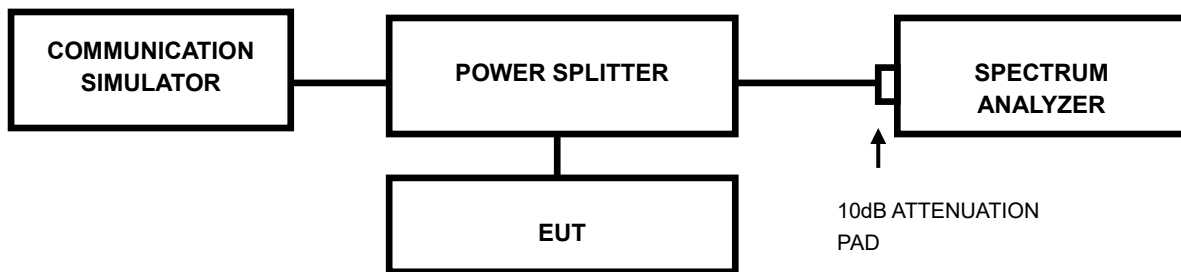 COMMUNICATION
SIMULATOR
POWER SPLITTER
SPECTRUM
ANALYZER
EUT
10dB ATTENUATION
PAD